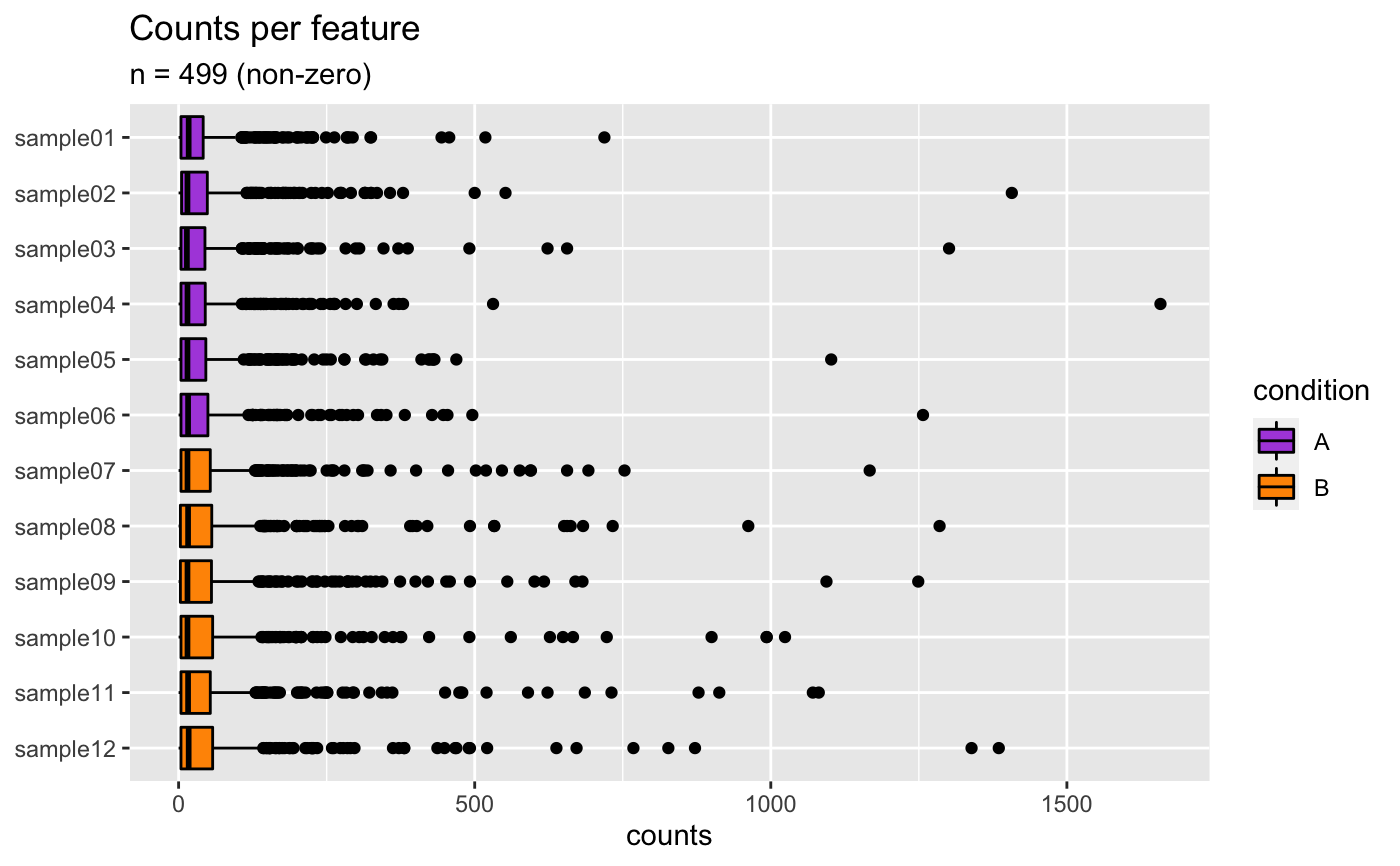 Counts per feature
n = 499 (non-zero)
sample01
sample02
sample03
sample04
sample05
sample06
sample07
sample08
sample09
sample10
sample11
sample12
0 500 1000 1500
counts
condition
A
B